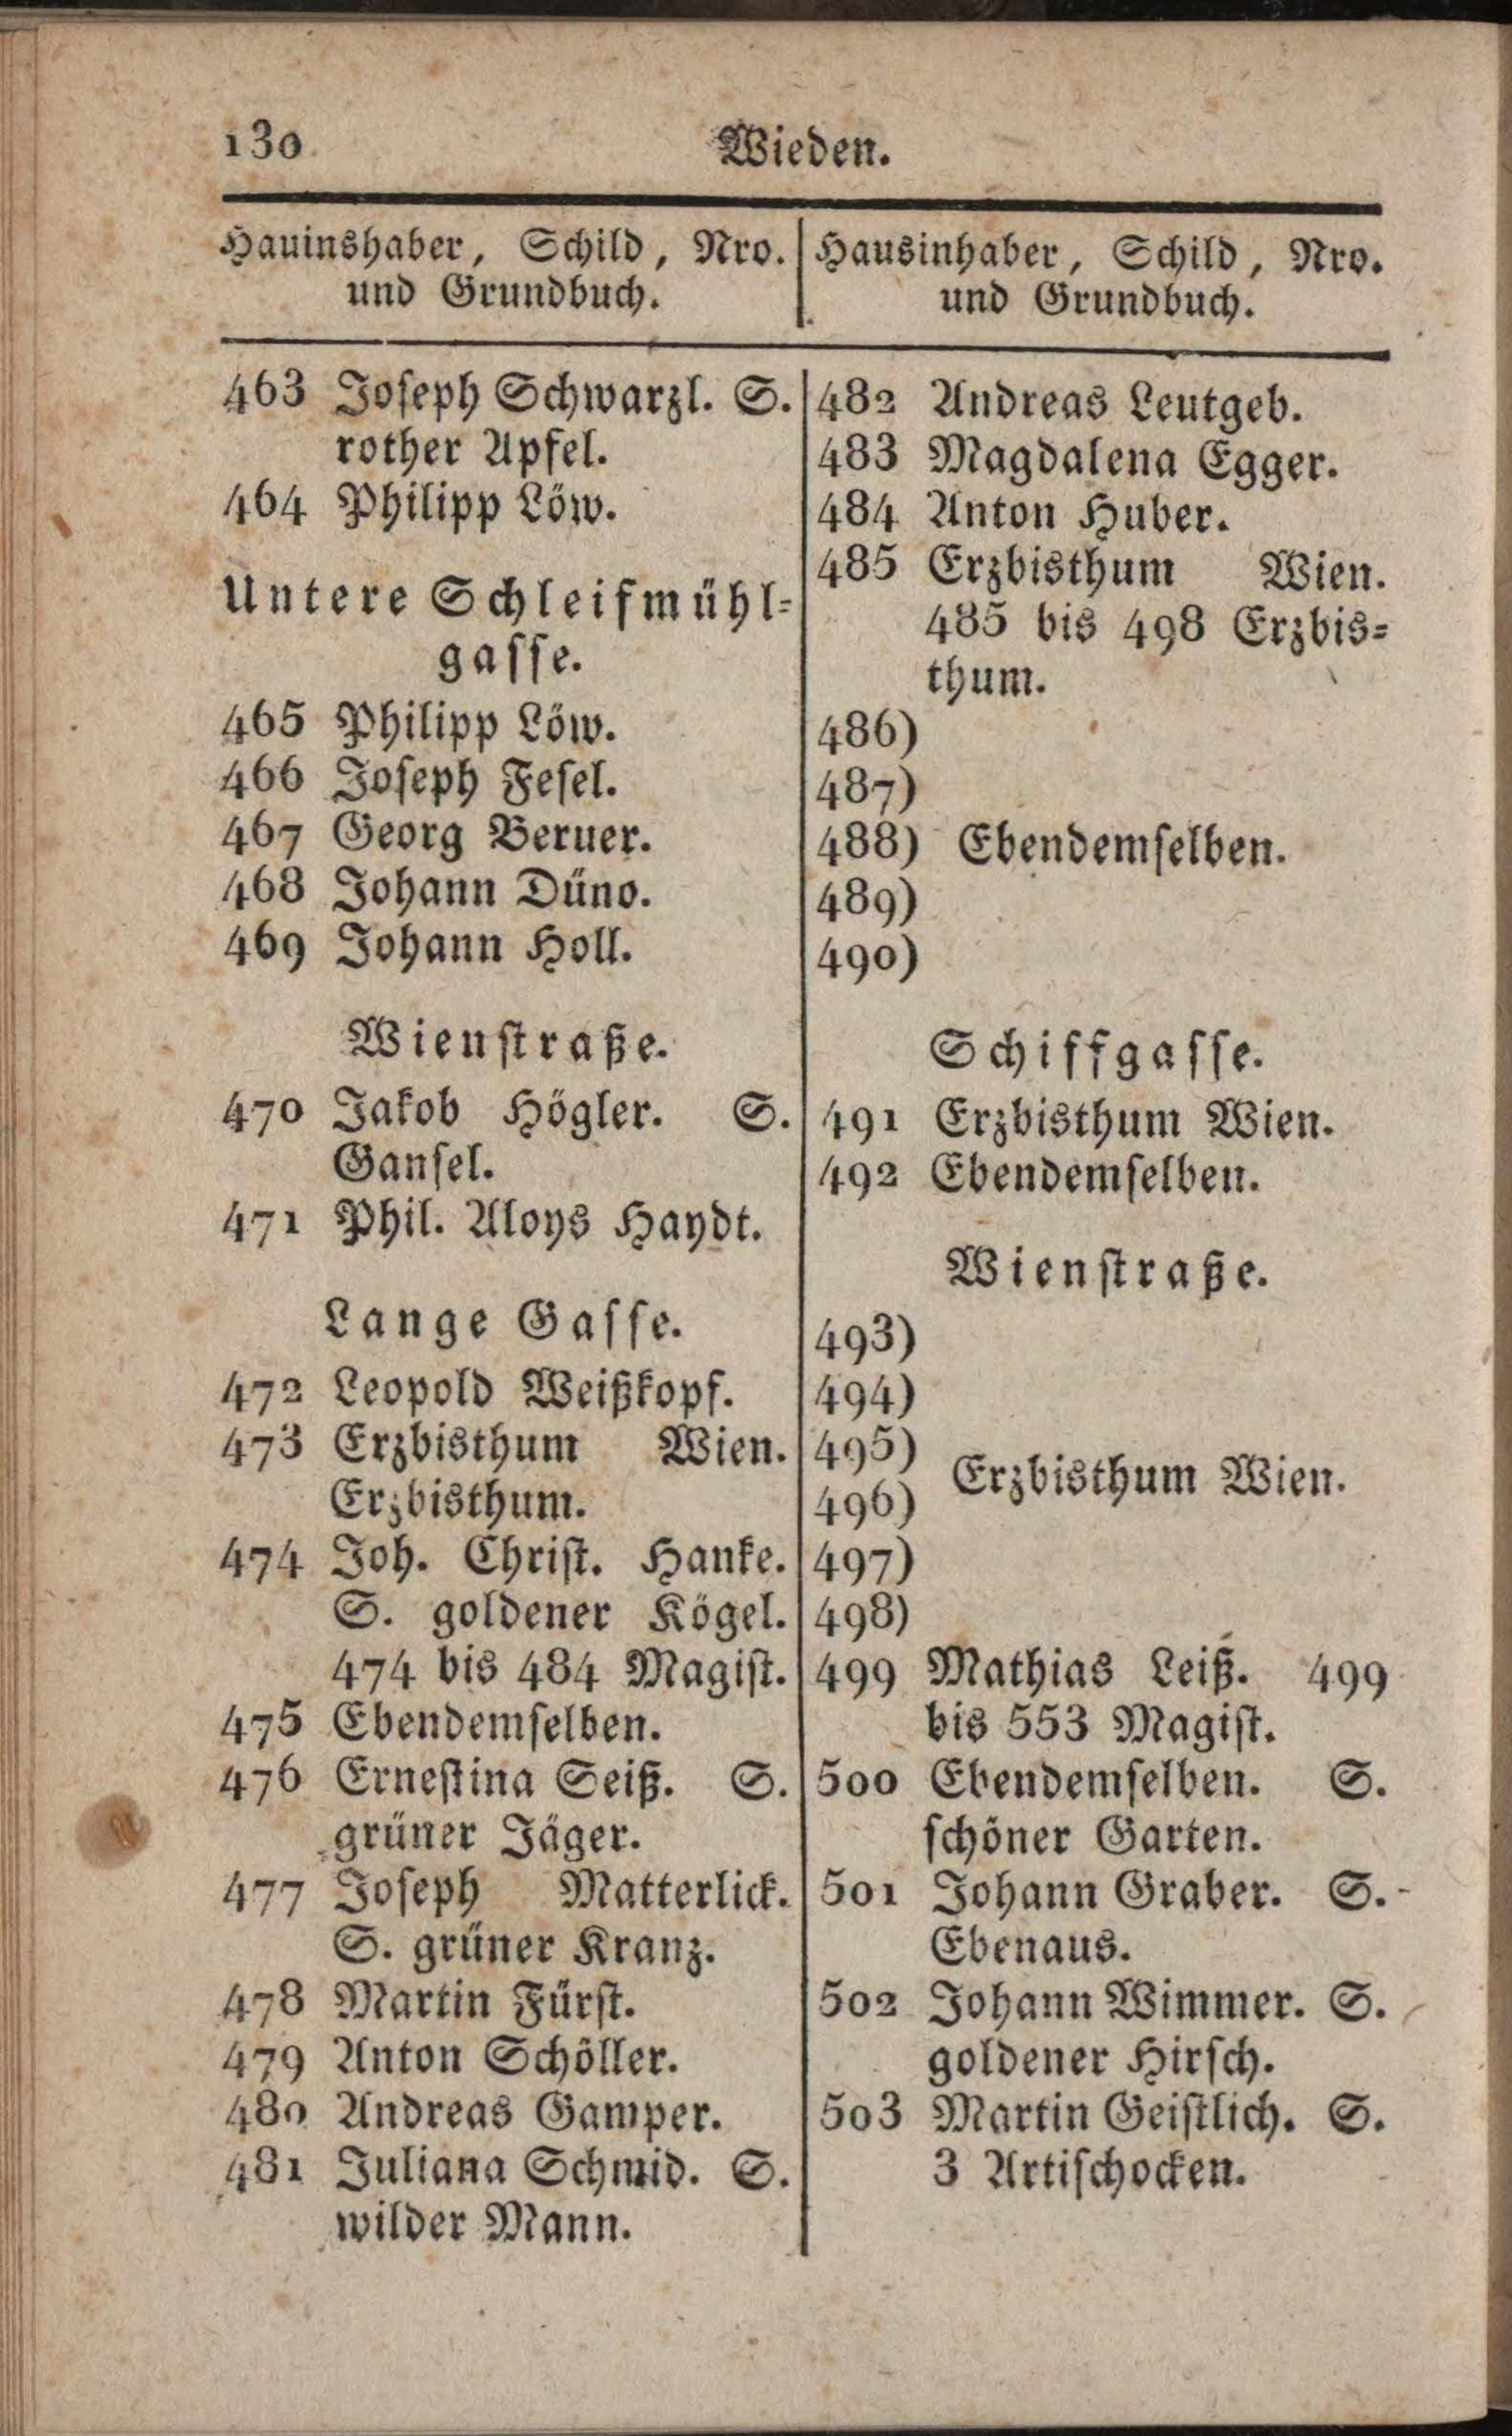 130
Wieden.
Hauinshaber, Schild, Nro.
und Grundbuch.
463 Joseph Schwarzl. S.
rother Apfel.
464 Philipp Löw.
Untere Schleifmühl-
gasse.
465 Philipp Löw.
466 Joseph Fesel.
467 Georg Beruer.
468 Johann Düno.
469 Johann Holl.
Wienstraße.
470 Jakob Högler. S.
Gansel.
471 Phil. Aloys Haydt.
Lange Gasse.
472 Leopold Weißkopf.
473 Erzbisthum Wien.
Erzbisthum.
474 Joh. Christ. Hanke.
S. goldener Kögel.
474 bis 484 Magist.
475 Ebendemselben.
476 Ernestina Seiß. S.
grüner Jäger.
477 Joseph Matterlick.
S. grüner Kranz.
478 Martin Fürst.
479 Anton Schöller.
480 Andreas Gamper.
481 Juliana Schmid. S.
wilder Mann.
Hausinhaber, Schild, Nro.
und Grundbuch.
482 Andreas Leutgeb.
483 Magdalena Egger.
484 Anton Huber.
485 Erzbisthum Wien.
485 bis 498 Erzbis-
thum.
486)
487)
488) Ebendemselben.
489)
490)
Schiffgasse.
491 Erzbisthum Wien.
492 Ebendemselben.
Wienstraße.
493)
494)
495)
Erzbisthum Wien.
496)
497)
498)
499 Mathias Leiß. 499
bis 553 Magist.
500 Ebendemselben. S.
schöner Garten.
501 Johann Graber. S.
Ebenaus.
502 Johann Wimmer. S.
goldener Hirsch.
503 Martin Geistlich. S.
3 Artischocken.